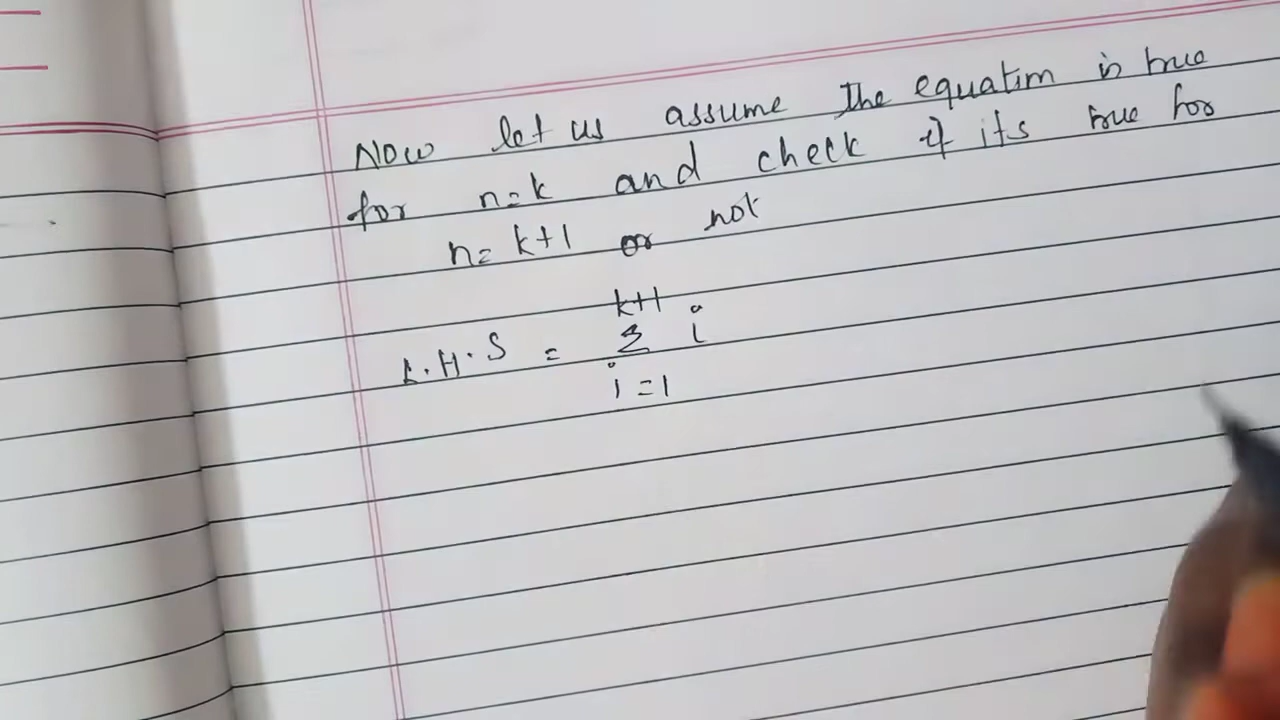 Now let us assume the equation is true
for n=k and check if its true for
n= k+1 or not
k+1
L.H.S = Σ i
i=1